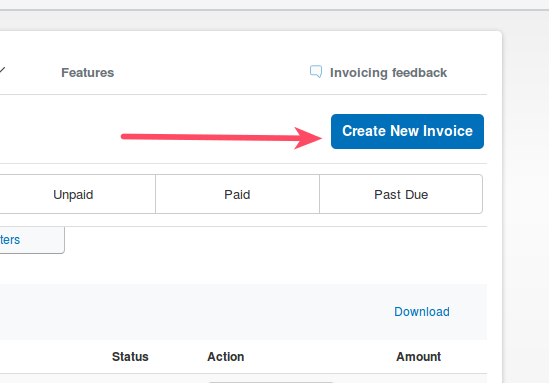 Features
Invoicing feedback
Create New Invoice
Unpaid
Paid
Past Due
ters
Download
Status
Action
Amount